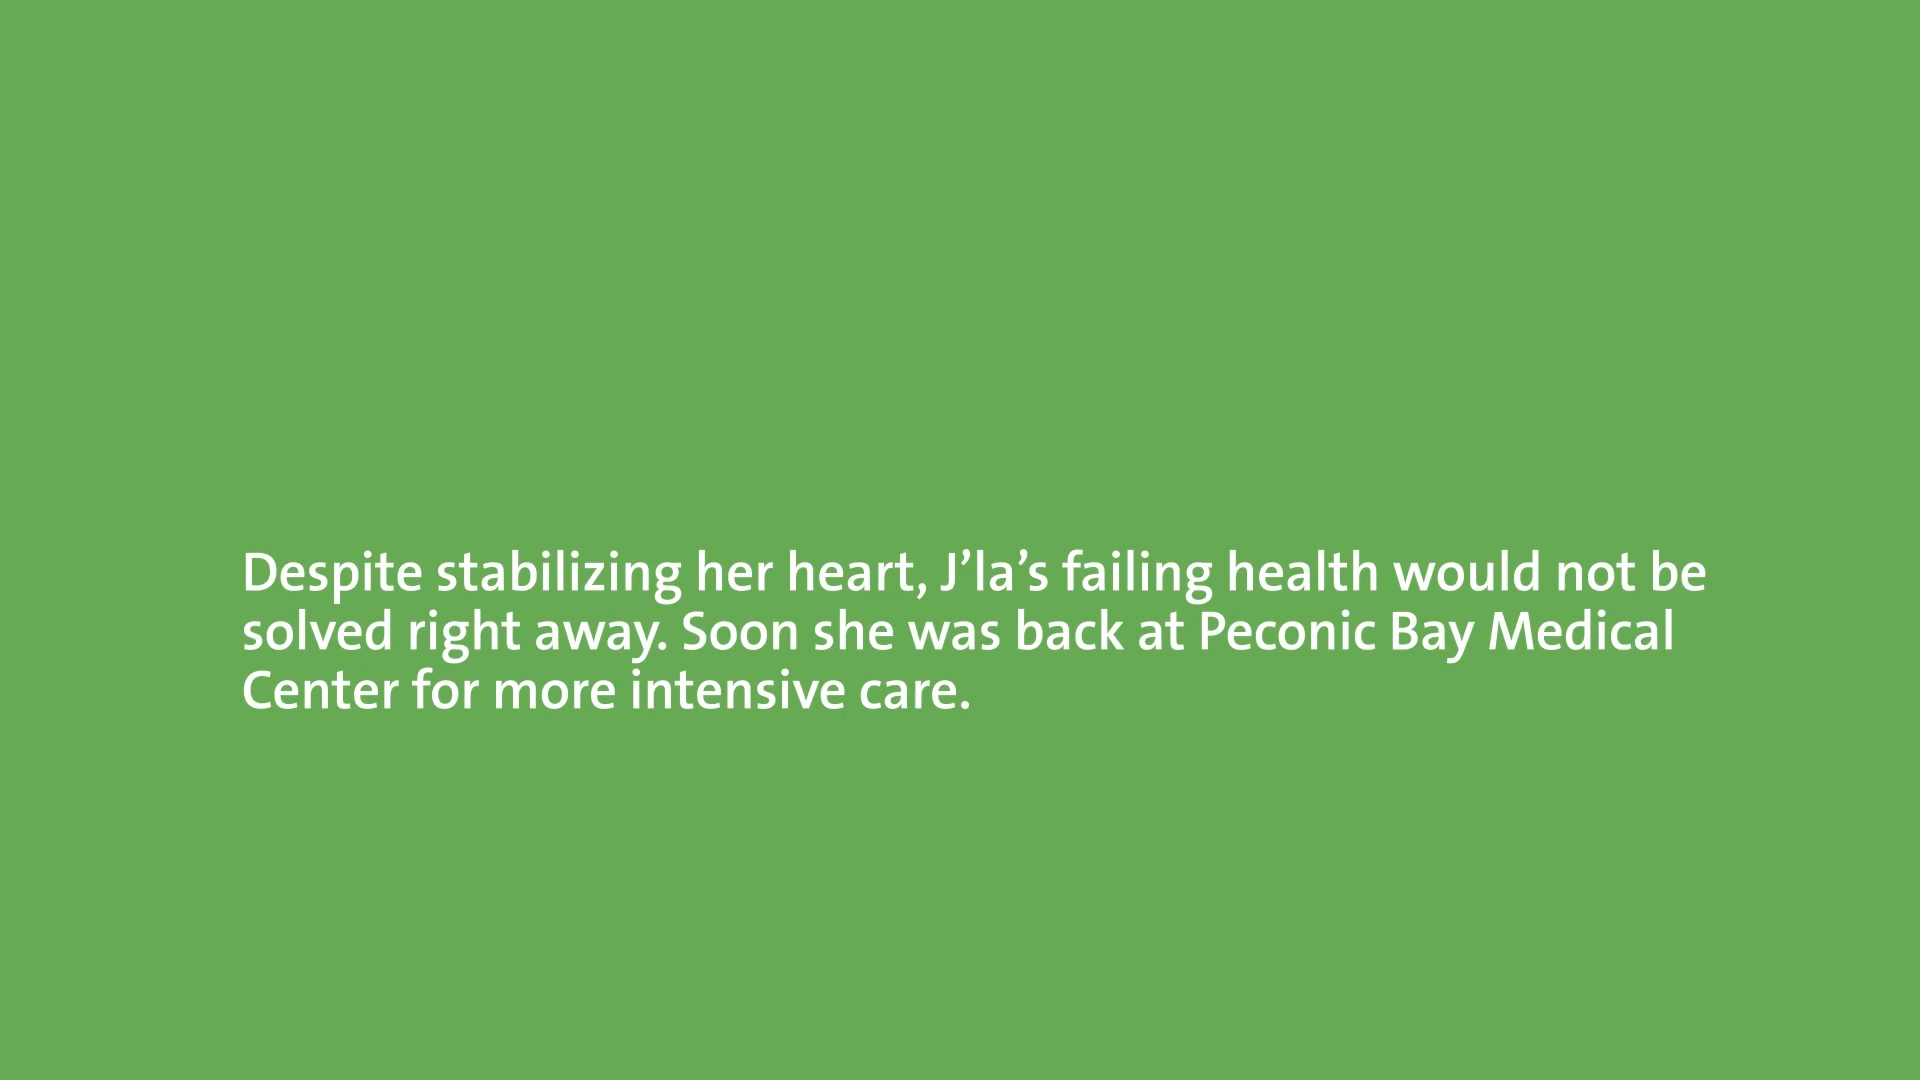 Despite stabilizing her heart, J’la’s failing health would not be
solved right away. Soon she was back at Peconic Bay Medical
Center for more intensive care.